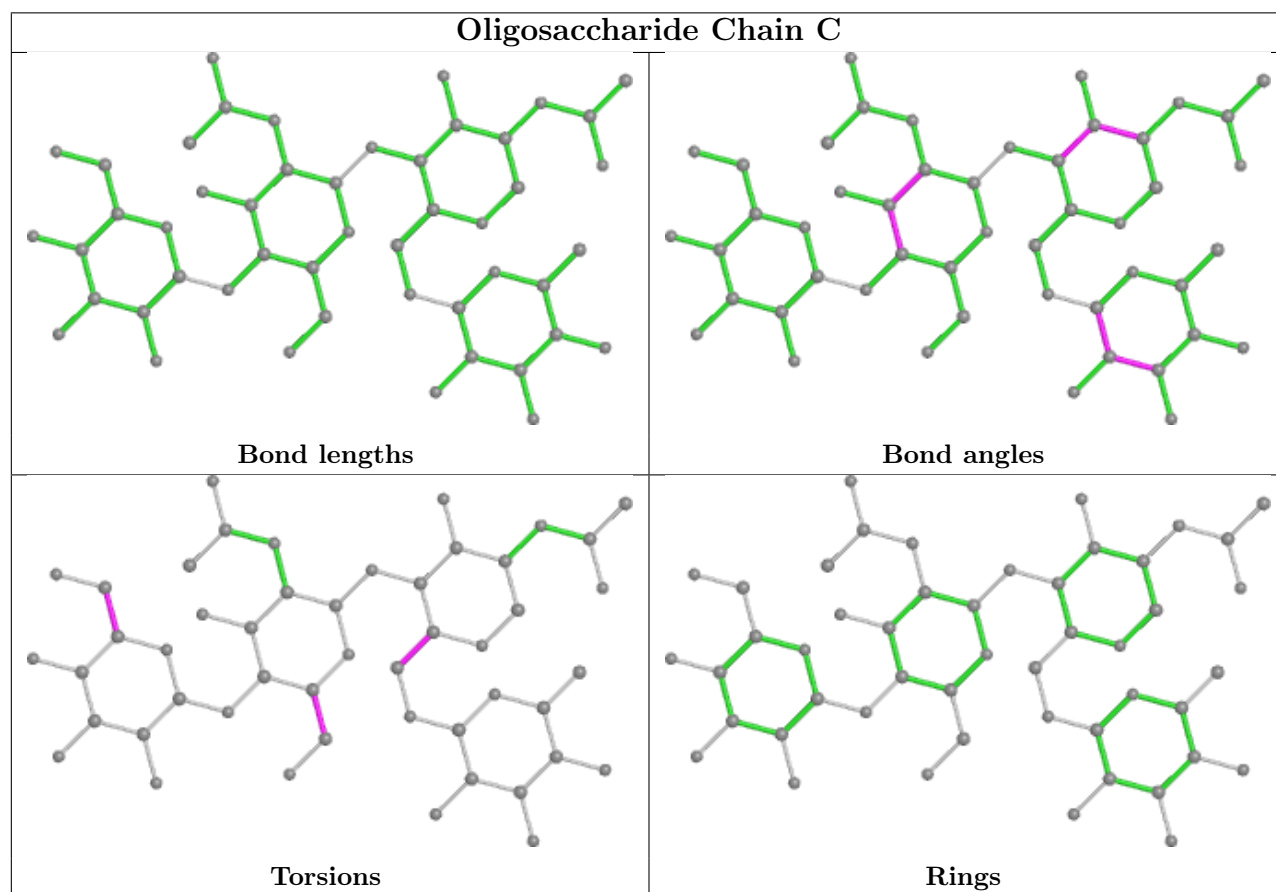 Oligosaccharide Chain C
Bond lengths
Bond angles
Torsions
Rings